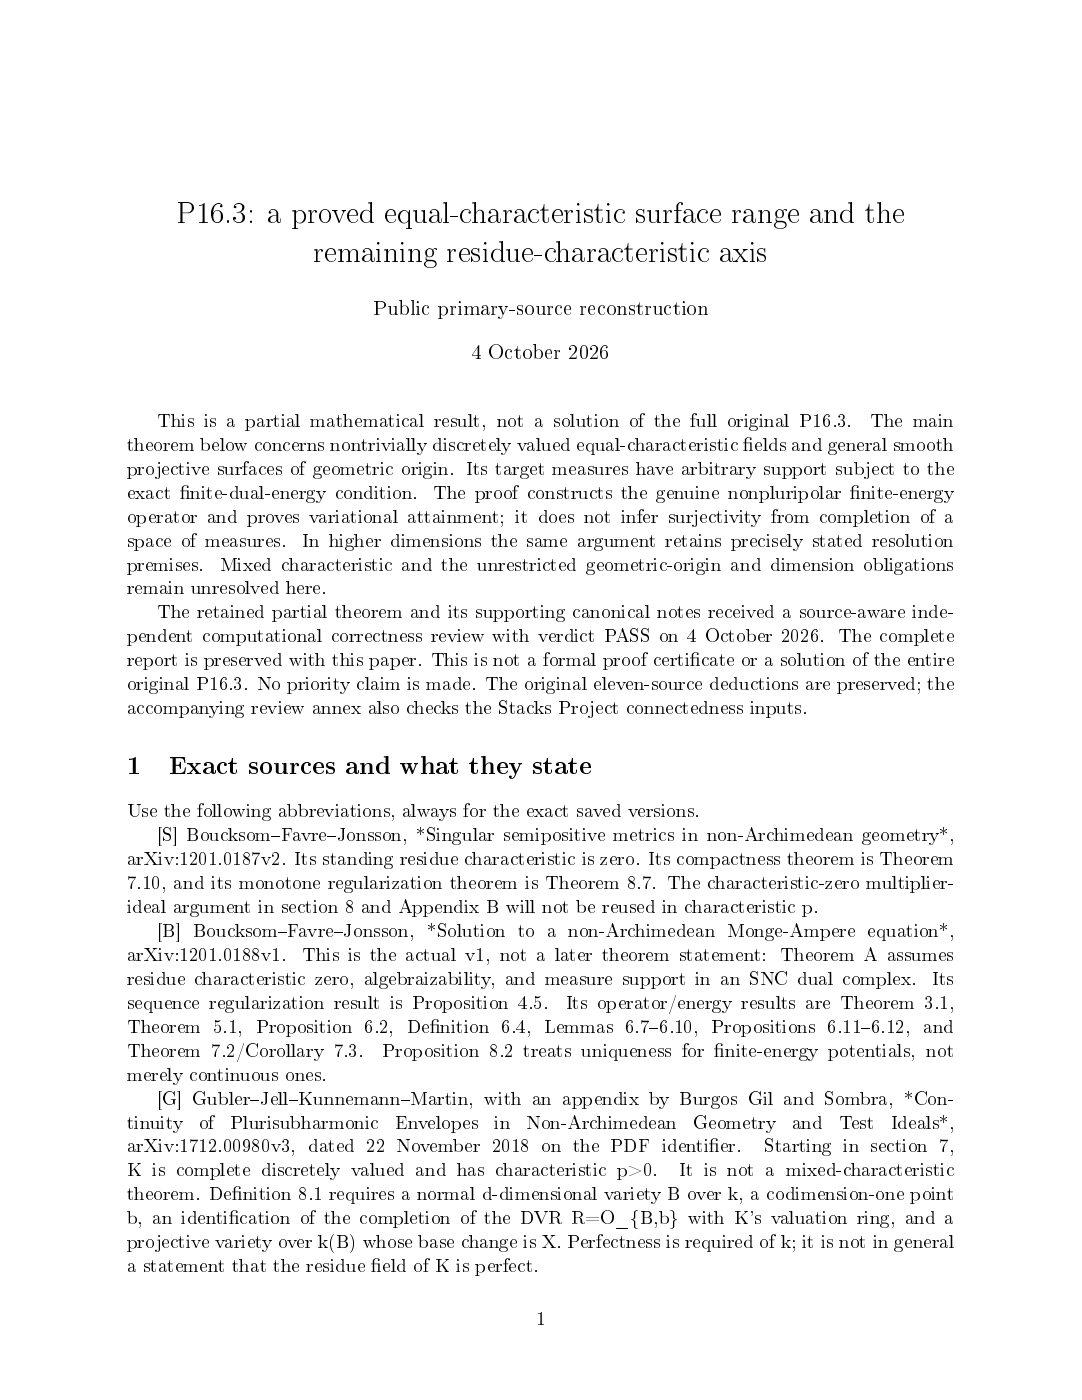 P16.3: a proved equal-characteristic surface range and the
remaining residue-characteristic axis
Public primary-source reconstruction
4 October 2026
This is a partial mathematical result, not a solution of the full original P16.3. The main
theorem below concerns nontrivially discretely valued equal-characteristic fields and general smooth
projective surfaces of geometric origin. Its target measures have arbitrary support subject to the
exact finite-dual-energy condition. The proof constructs the genuine nonpluripolar finite-energy
operator and proves variational attainment; it does not infer surjectivity from completion of a
space of measures. In higher dimensions the same argument retains precisely stated resolution
premises. Mixed characteristic and the unrestricted geometric-origin and dimension obligations
remain unresolved here.
The retained partial theorem and its supporting canonical notes received a source-aware inde-
pendent computational correctness review with verdict PASS on 4 October 2026. The complete
report is preserved with this paper. This is not a formal proof certificate or a solution of the entire
original P16.3. No priority claim is made. The original eleven-source deductions are preserved; the
accompanying review annex also checks the Stacks Project connectedness inputs.
1 Exact sources and what they state
Use the following abbreviations, always for the exact saved versions.
[S] Boucksom–Favre–Jonsson, *Singular semipositive metrics in non-Archimedean geometry*,
arXiv:1201.0187v2. Its standing residue characteristic is zero. Its compactness theorem is Theorem
7.10, and its monotone regularization theorem is Theorem 8.7. The characteristic-zero multiplier-
ideal argument in section 8 and Appendix B will not be reused in characteristic p.
[B] Boucksom–Favre–Jonsson, *Solution to a non-Archimedean Monge-Ampere equation*,
arXiv:1201.0188v1. This is the actual v1, not a later theorem statement: Theorem A assumes
residue characteristic zero, algebraizability, and measure support in an SNC dual complex. Its
sequence regularization result is Proposition 4.5. Its operator/energy results are Theorem 3.1,
Theorem 5.1, Proposition 6.2, Definition 6.4, Lemmas 6.7–6.10, Propositions 6.11–6.12, and
Theorem 7.2/Corollary 7.3. Proposition 8.2 treats uniqueness for finite-energy potentials, not
merely continuous ones.
[G] Gubler–Jell–Kunnemann–Martin, with an appendix by Burgos Gil and Sombra, *Con-
tinuity of Plurisubharmonic Envelopes in Non-Archimedean Geometry and Test Ideals*,
arXiv:1712.00980v3, dated 22 November 2018 on the PDF identifier. Starting in section 7,
K is complete discretely valued and has characteristic p>0. It is not a mixed-characteristic
theorem. Definition 8.1 requires a normal d-dimensional variety B over k, a codimension-one point
b, an identification of the completion of the DVR R=O_{B,b} with K's valuation ring, and a
projective variety over k(B) whose base change is X. Perfectness is required of k; it is not in general
a statement that the residue field of K is perfect.
1